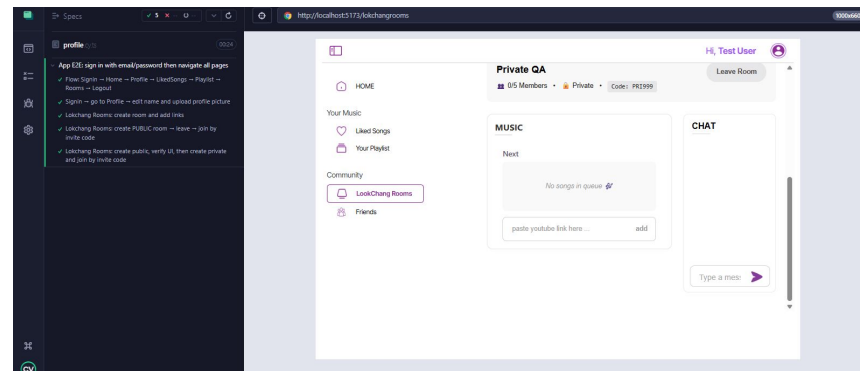 Specs
5
http://localhost:5173/lokchangrooms
1000x660
profile.cy.ts
00:24
App E2E: sign in with email/password then navigate all pages
Flow: Signin → Home → Profile → LikedSongs → Playlist →
Rooms → Logout
Signin → go to Profile → edit name and upload profile picture
Lokchang Rooms: create room and add links
Lokchang Rooms: create PUBLIC room → leave → join by
invite code
Lokchang Rooms: create public, verify UI, then create private
and join by invite code
Hi, Test User
HOME
Your Music
Liked Songs
Your Playlist
Community
LookChang Rooms
Friends
Private QA
0/5 Members • Private • Code: PRI999
Leave Room
MUSIC
Next
No songs in queue
paste youtube link here ...
add
CHAT
Type a mes